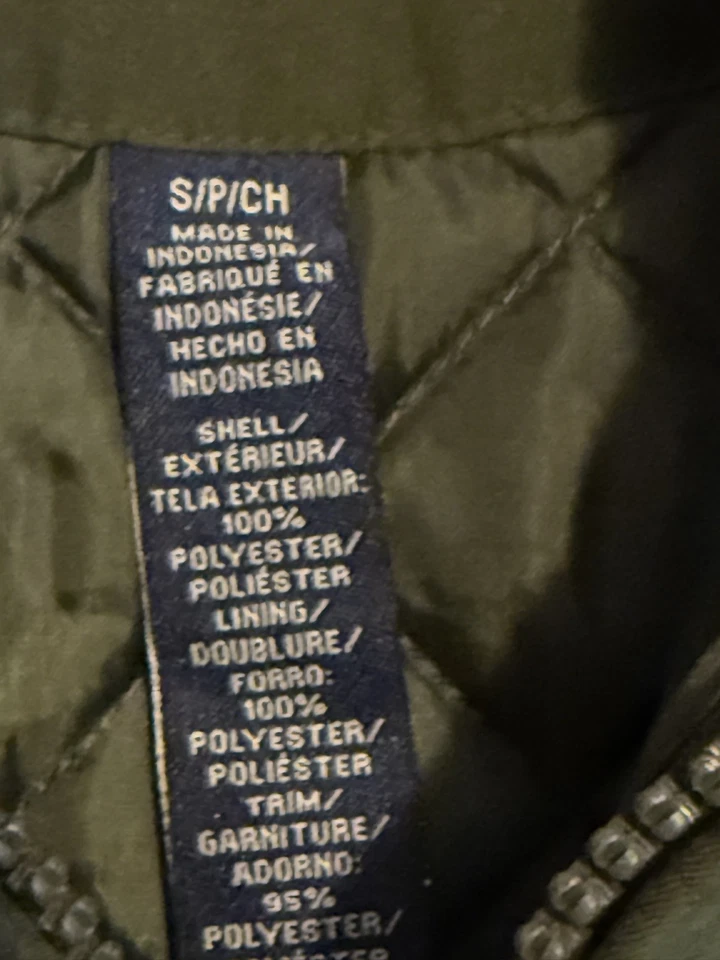 S/P/CH
MADE IN
INDONESIA/
FABRIQUÉ EN
INDONÉSIE/
HECHO EN
INDONESIA
SHELL/
EXTÉRIEUR/
TELA EXTERIOR:
100%
POLYESTER/
POLIÉSTER
LINING/
DOUBLURE/
FORRO:
100%
POLYESTER/
POLIÉSTER
TRIM/
GARNITURE/
ADORNO:
95%
POLYESTER/